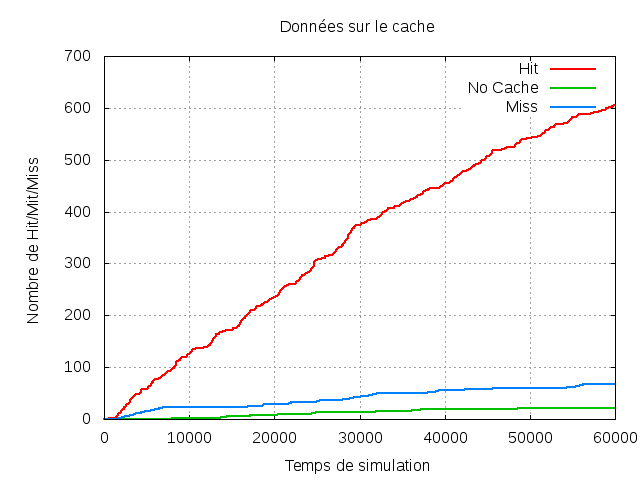 Données sur le cache
700
600
500
400
300
200
100
0
Nombre de Hit/Mit/Miss
Hit
No Cache
Miss
0 10000 20000 30000 40000 50000 60000
Temps de simulation